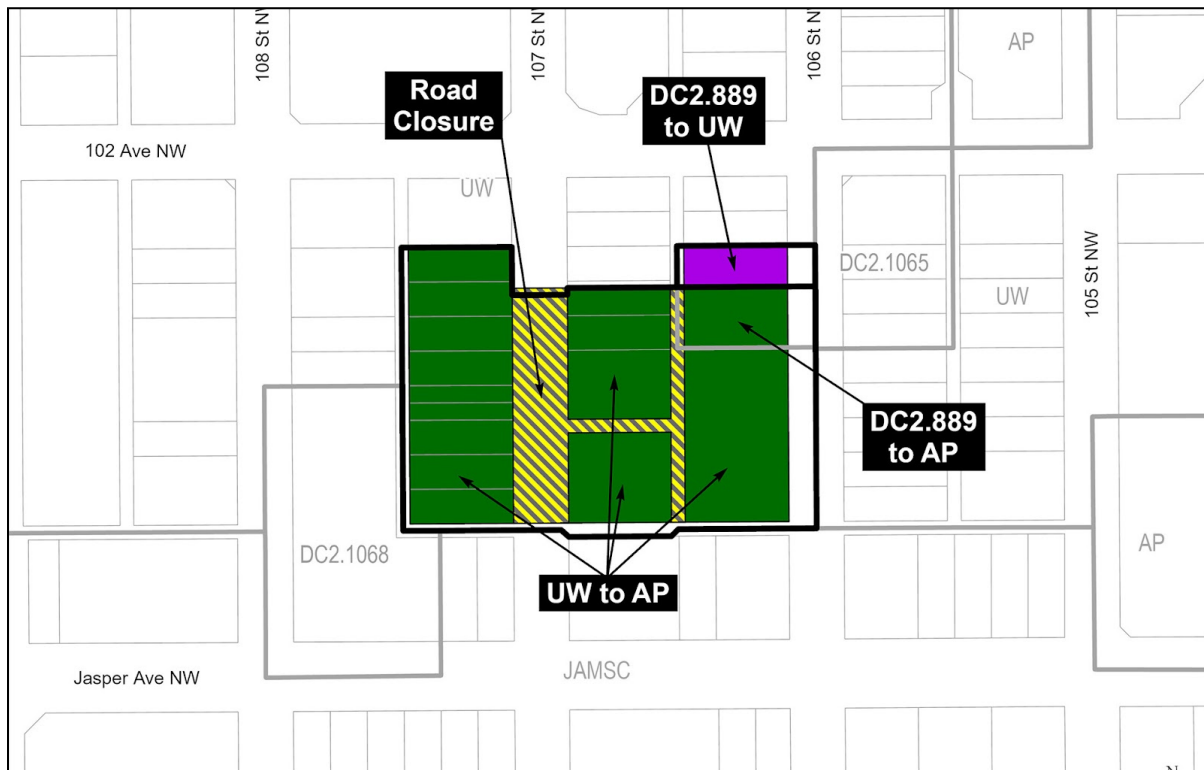 108 St NW
107 St NW
106 St NW
AP
Road
Closure
DC2.889
to UW
102 Ave NW
UW
DC2.1065
UW
105 St NW
DC2.889
to AP
DC2.1068
AP
UW to AP
JAMSC
Jasper Ave NW